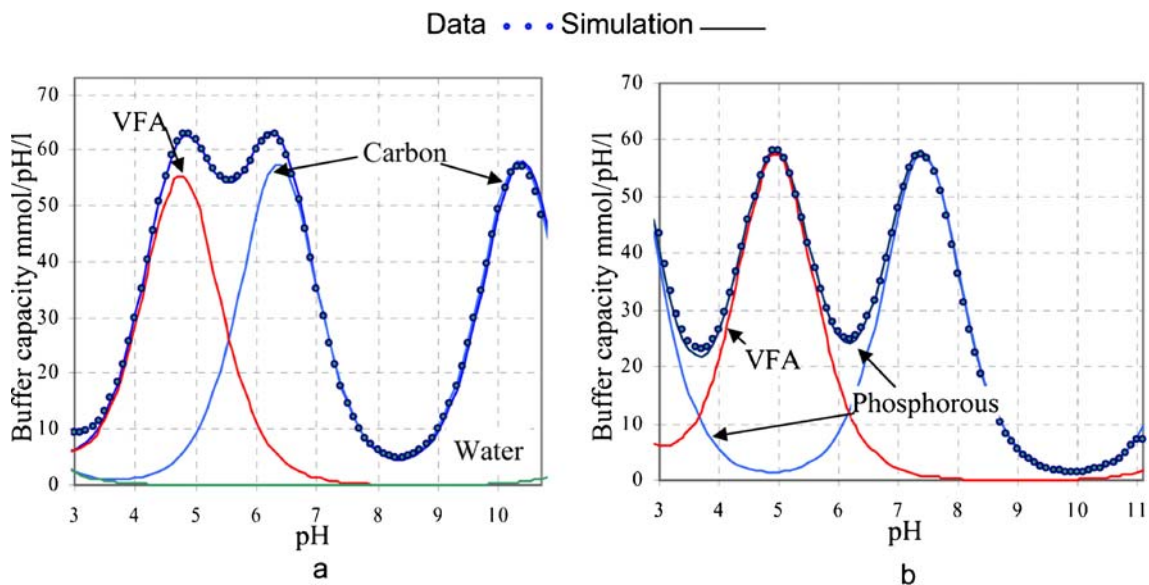 Data Simulation
Buffer capacity mmol/pH/l
70
60
50
40
30
20
10
0
VFA
Carbon
Water
3 4 5 6 7 8 9 10
pH
a
Buffer capacity mmol/pH/l
70
60
50
40
30
20
10
0
VFA
Phosphorous
3 4 5 6 7 8 9 10 11
pH
b